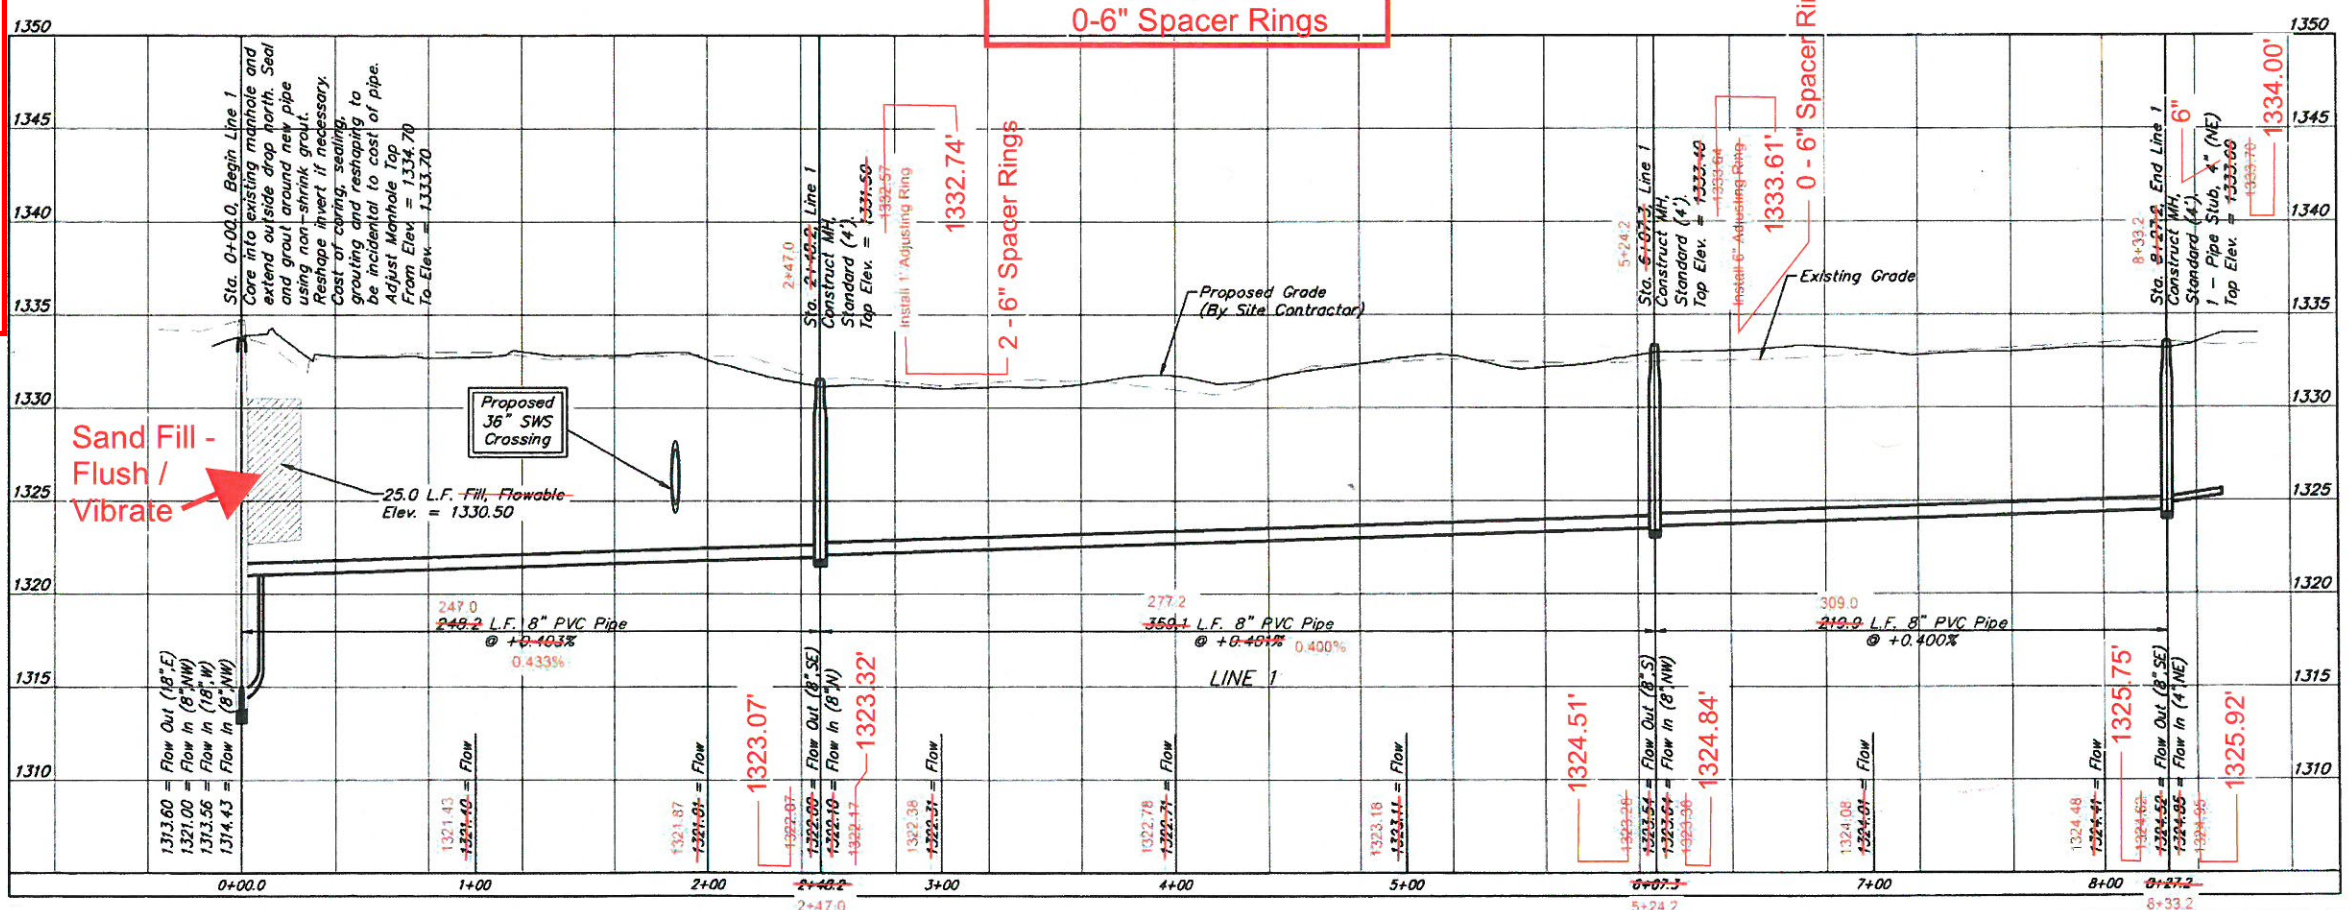 0-6" Spacer Rings
1350
1345
1340
1335
1330
1325
1320
1315
1310
1350
1345
1340
1335
1330
1325
1320
1315
1310
Sta. 0+00.0, Begin Line 1
Core into existing manhole and
extend outside drop north. Seal
and grout around new pipe
using non-shrink grout.
Reshape invert if necessary.
Cost of coring, sealing,
grouting and reshaping to
be incidental to cost of pipe.
Adjust Manhole Top
From Elev. = 1334.70
To Elev. = 1333.70
2+47.0
Sta. 2+48.2, Line 1
Construct MH,
Standard (4').
Top Elev. = 1331.50
1332.57
Install 1' Adjusting Ring
1332.74'
2 - 6" Spacer Rings
Proposed Grade
(By Site Contractor)
5+24.2
Sta. 6+07.3, Line 1
Construct MH,
Standard (4').
Top Elev. = 1333.40
1333.64
Install 6" Adjusting Ring
1333.61'
0 - 6" Spacer
Existing Grade
8+33.2
Sta. 8+27.2, End Line 1
Construct MH,
Standard (4').
1 - Pipe Stub, 4" (NE)
Top Elev. = 1333.60
6"
1333.70
1334.00'
Sand Fill -
Flush /
Vibrate
Proposed
36" SWS
Crossing
25.0 L.F. Fill, Flowable
Elev. = 1330.50
247.0
248.2 L.F. 8" PVC Pipe
@ +0.403%
0.433%
277.2
359.1 L.F. 8" PVC Pipe
@ +0.401% 0.400%
LINE 1
309.0
219.9 L.F. 8" PVC Pipe
@ +0.400%
1313.60 = Flow Out (18",E)
1321.00 = Flow In (8",NW)
1313.56 = Flow In (18",W)
1314.43 = Flow In (8",NW)
1321.43
1321.40 = Flow
1321.87
1321.81 = Flow
1323.07'
1322.07
1322.00 = Flow Out (8",SE)
1322.10 = Flow In (8",N)
1322.17
1323.32'
1322.38
1322.31 = Flow
1322.78
1322.71 = Flow
1323.18
1323.11 = Flow
1324.51'
1323.28
1323.54 = Flow Out (8",S)
1323.64 = Flow In (8",NW)
1323.38
1324.84'
1324.08
1324.01 = Flow
1324.48
1324.41 = Flow
1325.75'
1324.62
1324.52 = Flow Out (8",SE)
1324.85 = Flow In (4",NE)
1324.95
1325.92'
0+00.0
1+00
2+00
2+48.2
3+00
4+00
5+00
6+07.3
7+00
8+00
8+27.2
2+47.0
5+24.2
8+33.2